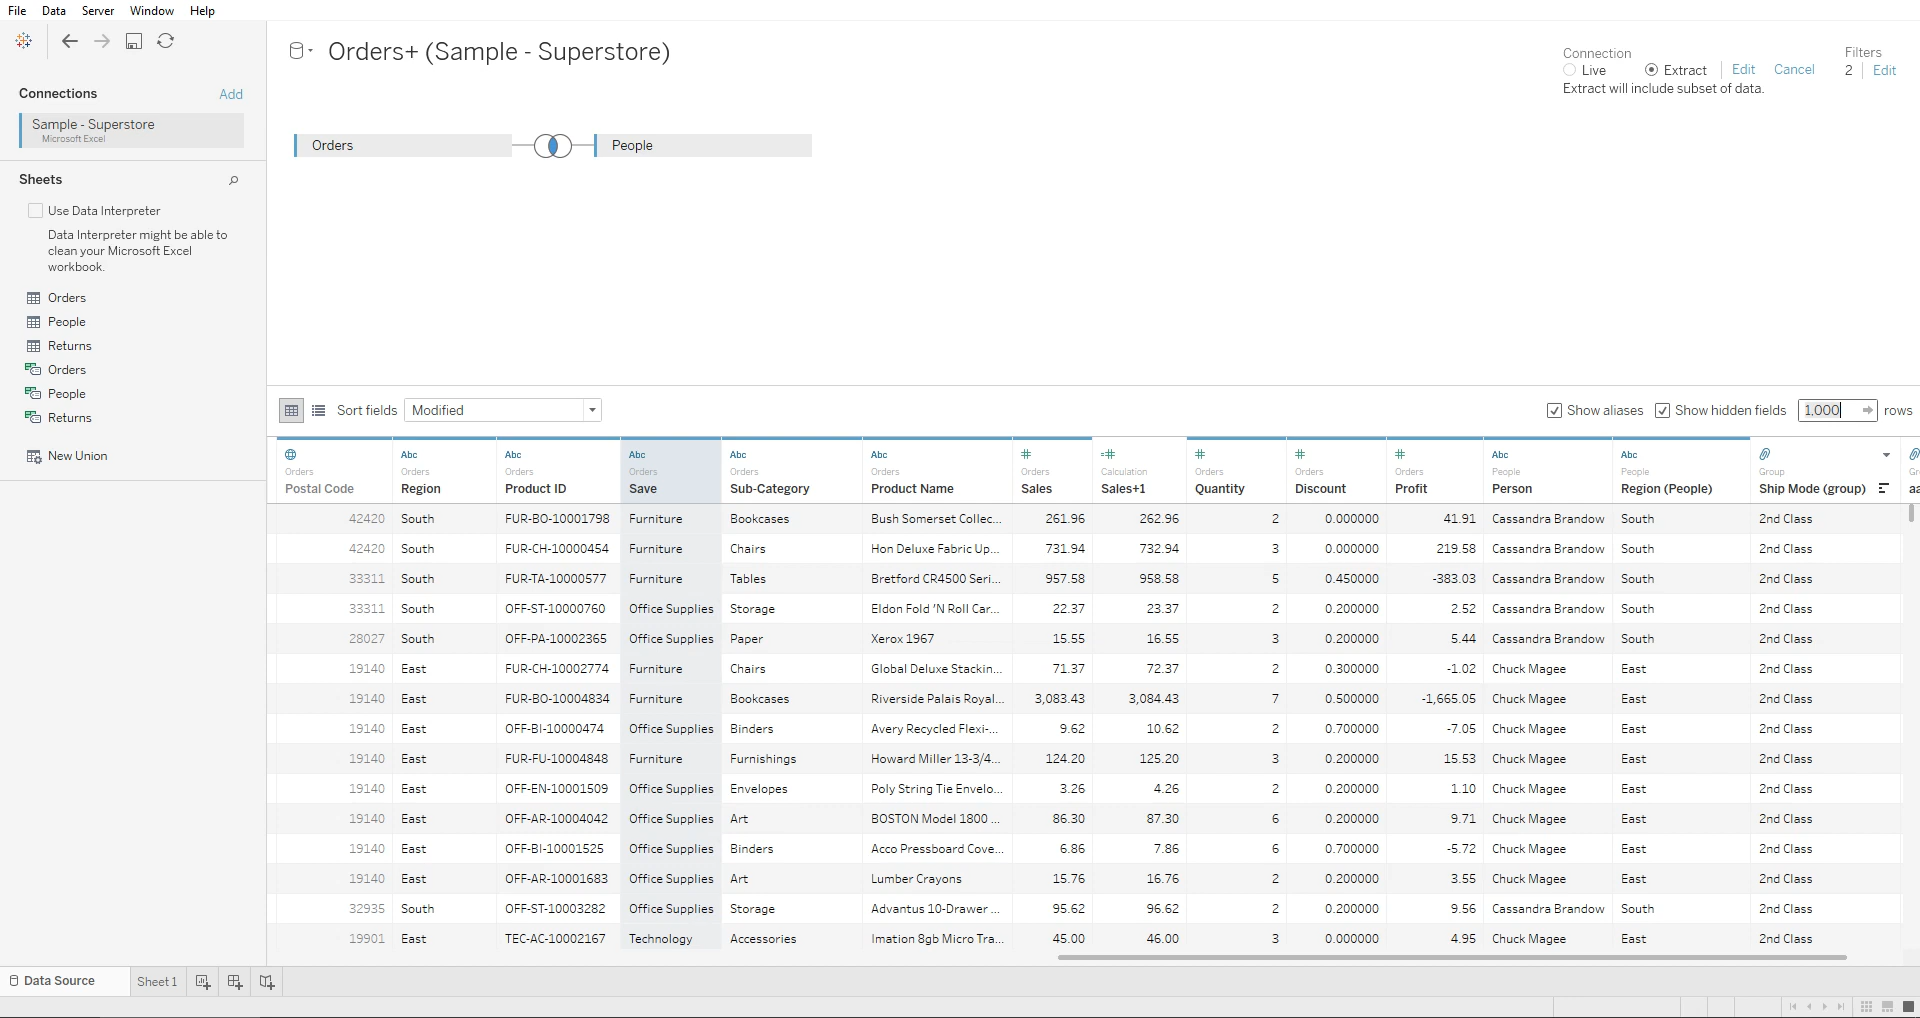 File Data Server Window Help
Orders+ (Sample - Superstore)
Connection
Live Extract Edit Cancel
Extract will include subset of data.
Filters
2 Edit
Connections Add
Sample - Superstore
Microsoft Excel
Orders People
Sheets
Use Data Interpreter
Data Interpreter might be able to
clean your Microsoft Excel
workbook.
Orders
People
Returns
Orders
People
Returns
New Union
Sort fields Modified Show aliases Show hidden fields 1,000 rows
Abc Abc Abc Abc Abc # =# # # # Abc Abc
Orders Orders Orders Orders Orders Orders Orders Calculation Orders Orders Orders People People Group Gr
Postal Code Region Product ID Save Sub-Category Product Name Sales Sales+1 Quantity Discount Profit Person Region (People) Ship Mode (group) aa
42420 South FUR-BO-10001798 Furniture Bookcases Bush Somerset Collec... 261.96 262.96 2 0.000000 41.91 Cassandra Brandow South 2nd Class
42420 South FUR-CH-10000454 Furniture Chairs Hon Deluxe Fabric Up... 731.94 732.94 3 0.000000 219.58 Cassandra Brandow South 2nd Class
33311 South FUR-TA-10000577 Furniture Tables Bretford CR4500 Seri... 957.58 958.58 5 0.450000 -383.03 Cassandra Brandow South 2nd Class
33311 South OFF-ST-10000760 Office Supplies Storage Eldon Fold 'N Roll Car... 22.37 23.37 2 0.200000 2.52 Cassandra Brandow South 2nd Class
28027 South OFF-PA-10002365 Office Supplies Paper Xerox 1967 15.55 16.55 3 0.200000 5.44 Cassandra Brandow South 2nd Class
19140 East FUR-CH-10002774 Furniture Chairs Global Deluxe Stackin... 71.37 72.37 2 0.300000 -1.02 Chuck Magee East 2nd Class
19140 East FUR-BO-10004834 Furniture Bookcases Riverside Palais Royal... 3,083.43 3,084.43 7 0.500000 -1,665.05 Chuck Magee East 2nd Class
19140 East OFF-BI-10000474 Office Supplies Binders Avery Recycled Flexi-... 9.62 10.62 2 0.700000 -7.05 Chuck Magee East 2nd Class
19140 East FUR-FU-10004848 Furniture Furnishings Howard Miller 13-3/4... 124.20 125.20 3 0.200000 15.53 Chuck Magee East 2nd Class
19140 East OFF-EN-10001509 Office Supplies Envelopes Poly String Tie Envelo... 3.26 4.26 2 0.200000 1.10 Chuck Magee East 2nd Class
19140 East OFF-AR-10004042 Office Supplies Art BOSTON Model 1800 ... 86.30 87.30 6 0.200000 9.71 Chuck Magee East 2nd Class
19140 East OFF-BI-10001525 Office Supplies Binders Acco Pressboard Cove... 6.86 7.86 6 0.700000 -5.72 Chuck Magee East 2nd Class
19140 East OFF-AR-10001683 Office Supplies Art Lumber Crayons 15.76 16.76 2 0.200000 3.55 Chuck Magee East 2nd Class
32935 South OFF-ST-10003282 Office Supplies Storage Advantus 10-Drawer ... 95.62 96.62 2 0.200000 9.56 Cassandra Brandow South 2nd Class
19901 East TEC-AC-10002167 Technology Accessories Imation 8gb Micro Tra... 45.00 46.00 3 0.000000 4.95 Chuck Magee East 2nd Class
Data Source Sheet 1